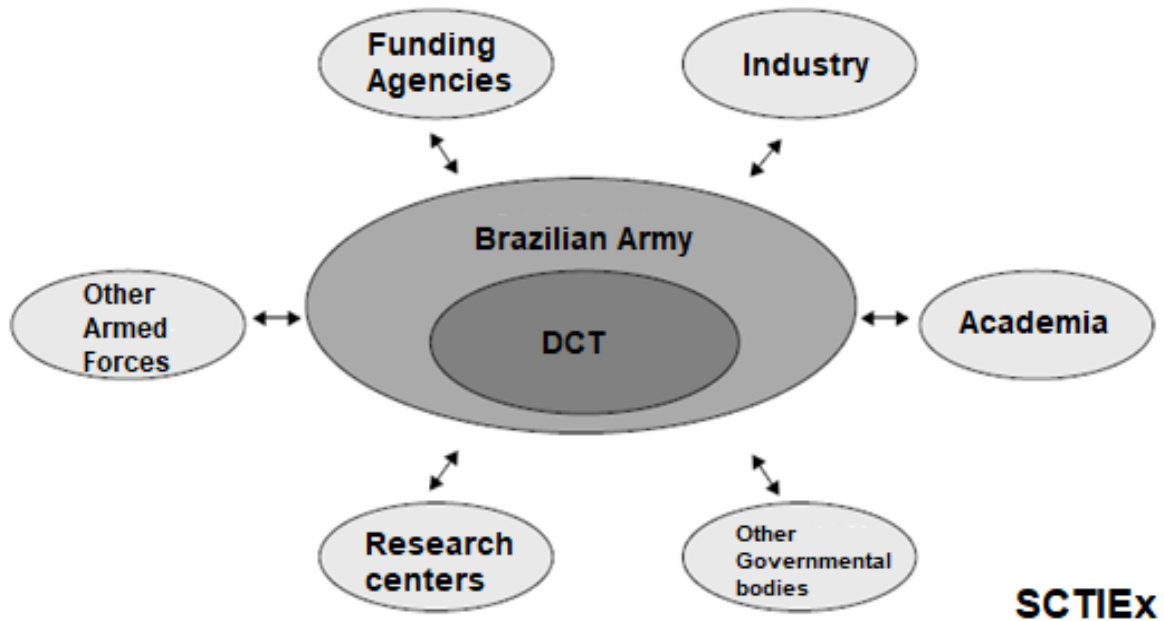 Funding
Agencies
Industry
Brazilian Army
Other
Armed
Forces
DCT
Academia
Research
centers
Other
Governmental
bodies
SCTIEx